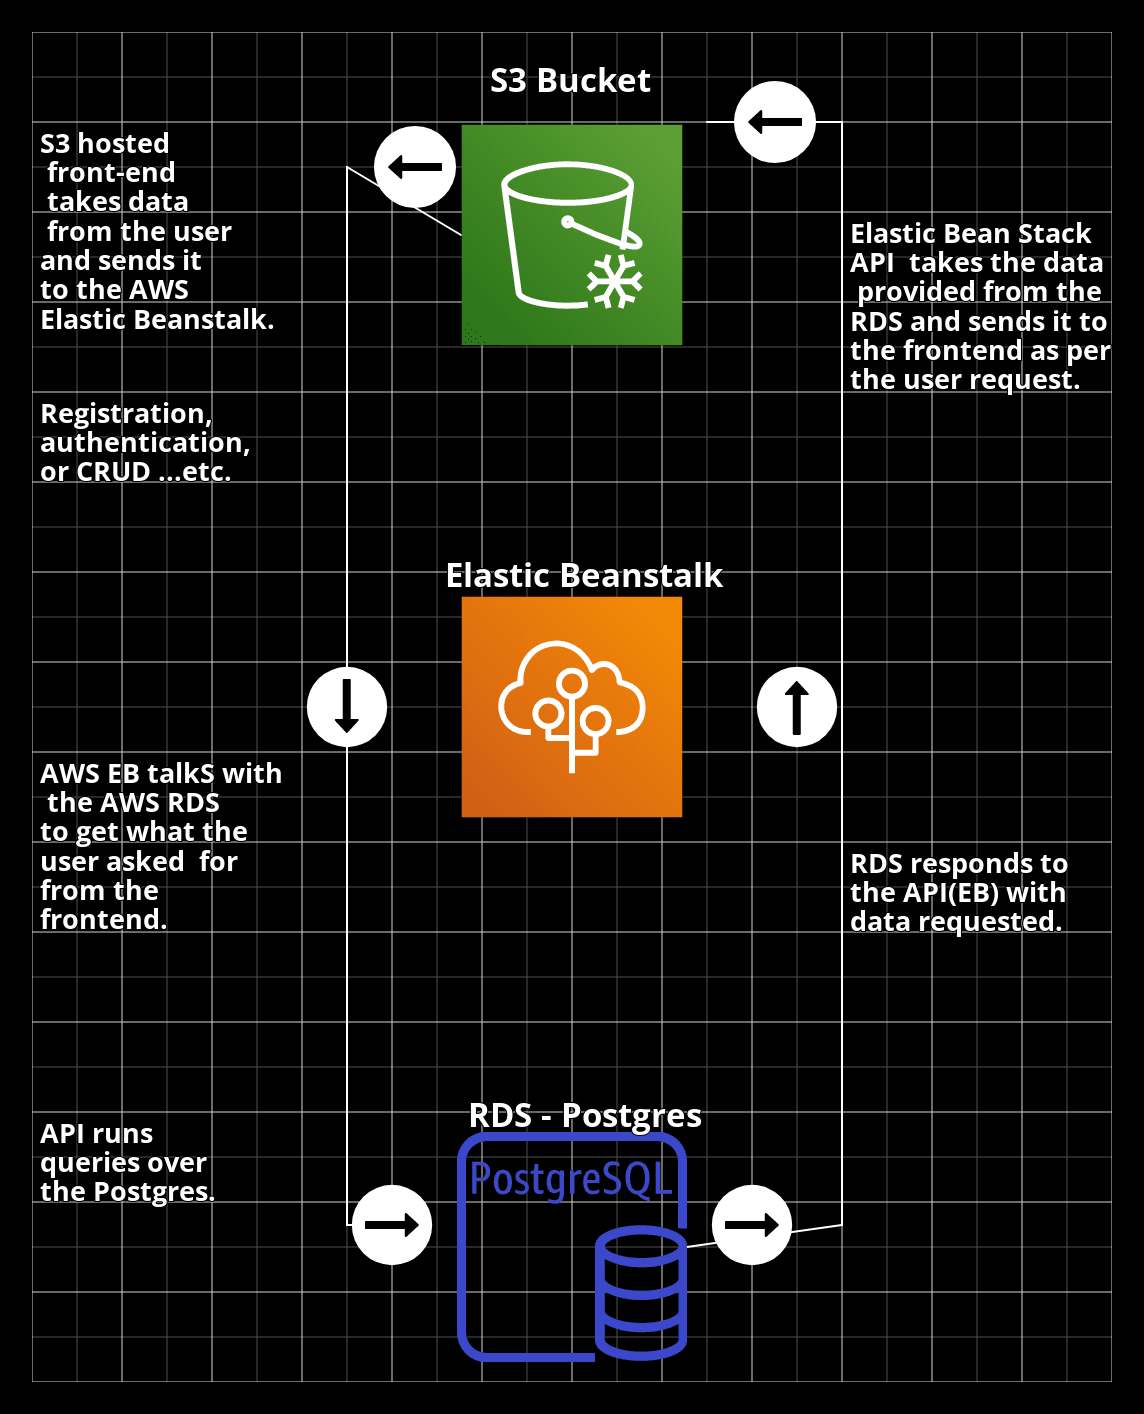 S3 Bucket
S3 hosted
front-end
takes data
from the user
and sends it
to the AWS
Elastic Beanstalk.
Elastic Bean Stack
API takes the data
provided from the
RDS and sends it to
the frontend as per
the user request.
Registration,
authentication,
or CRUD ...etc.
Elastic Beanstalk
AWS EB talkS with
the AWS RDS
to get what the
user asked for
from the
frontend.
RDS responds to
the API(EB) with
data requested.
RDS - Postgres
API runs
queries over
the Postgres.
PostgreSQL